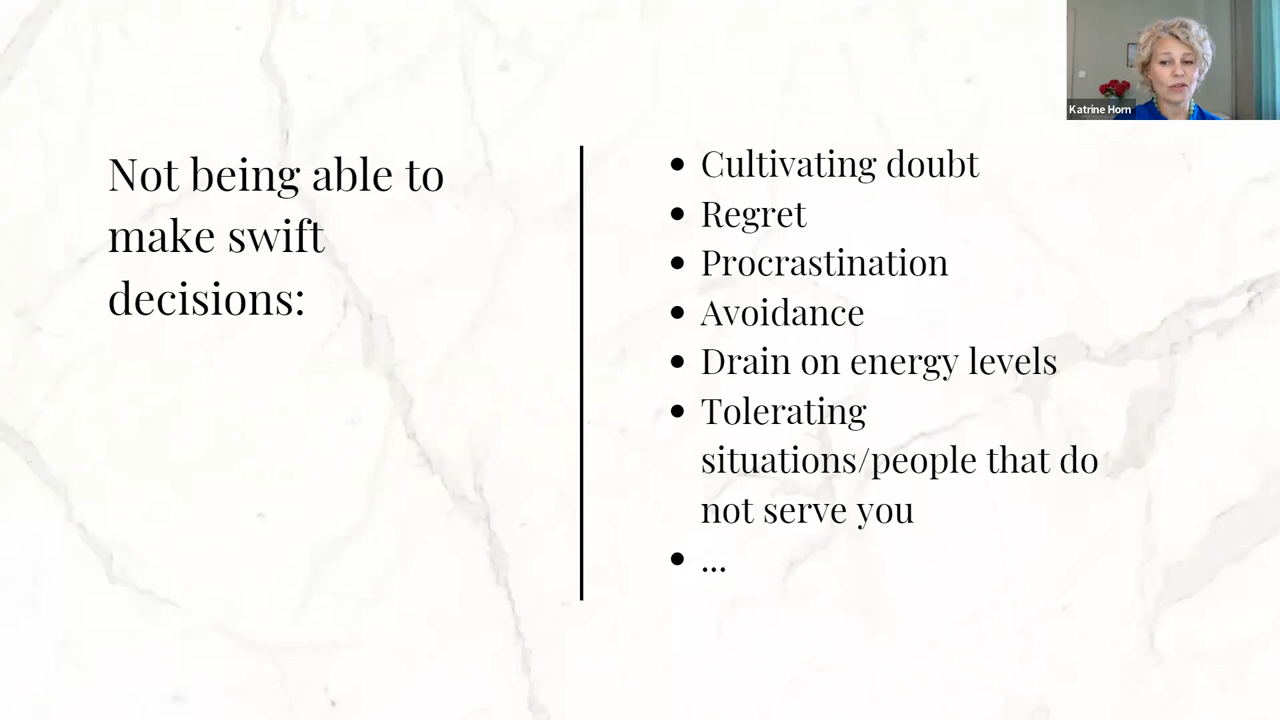 Katrine Horn
Not being able to
make swift
decisions:
• Cultivating doubt
• Regret
• Procrastination
• Avoidance
• Drain on energy levels
• Tolerating
situations/people that do
not serve you
• ...